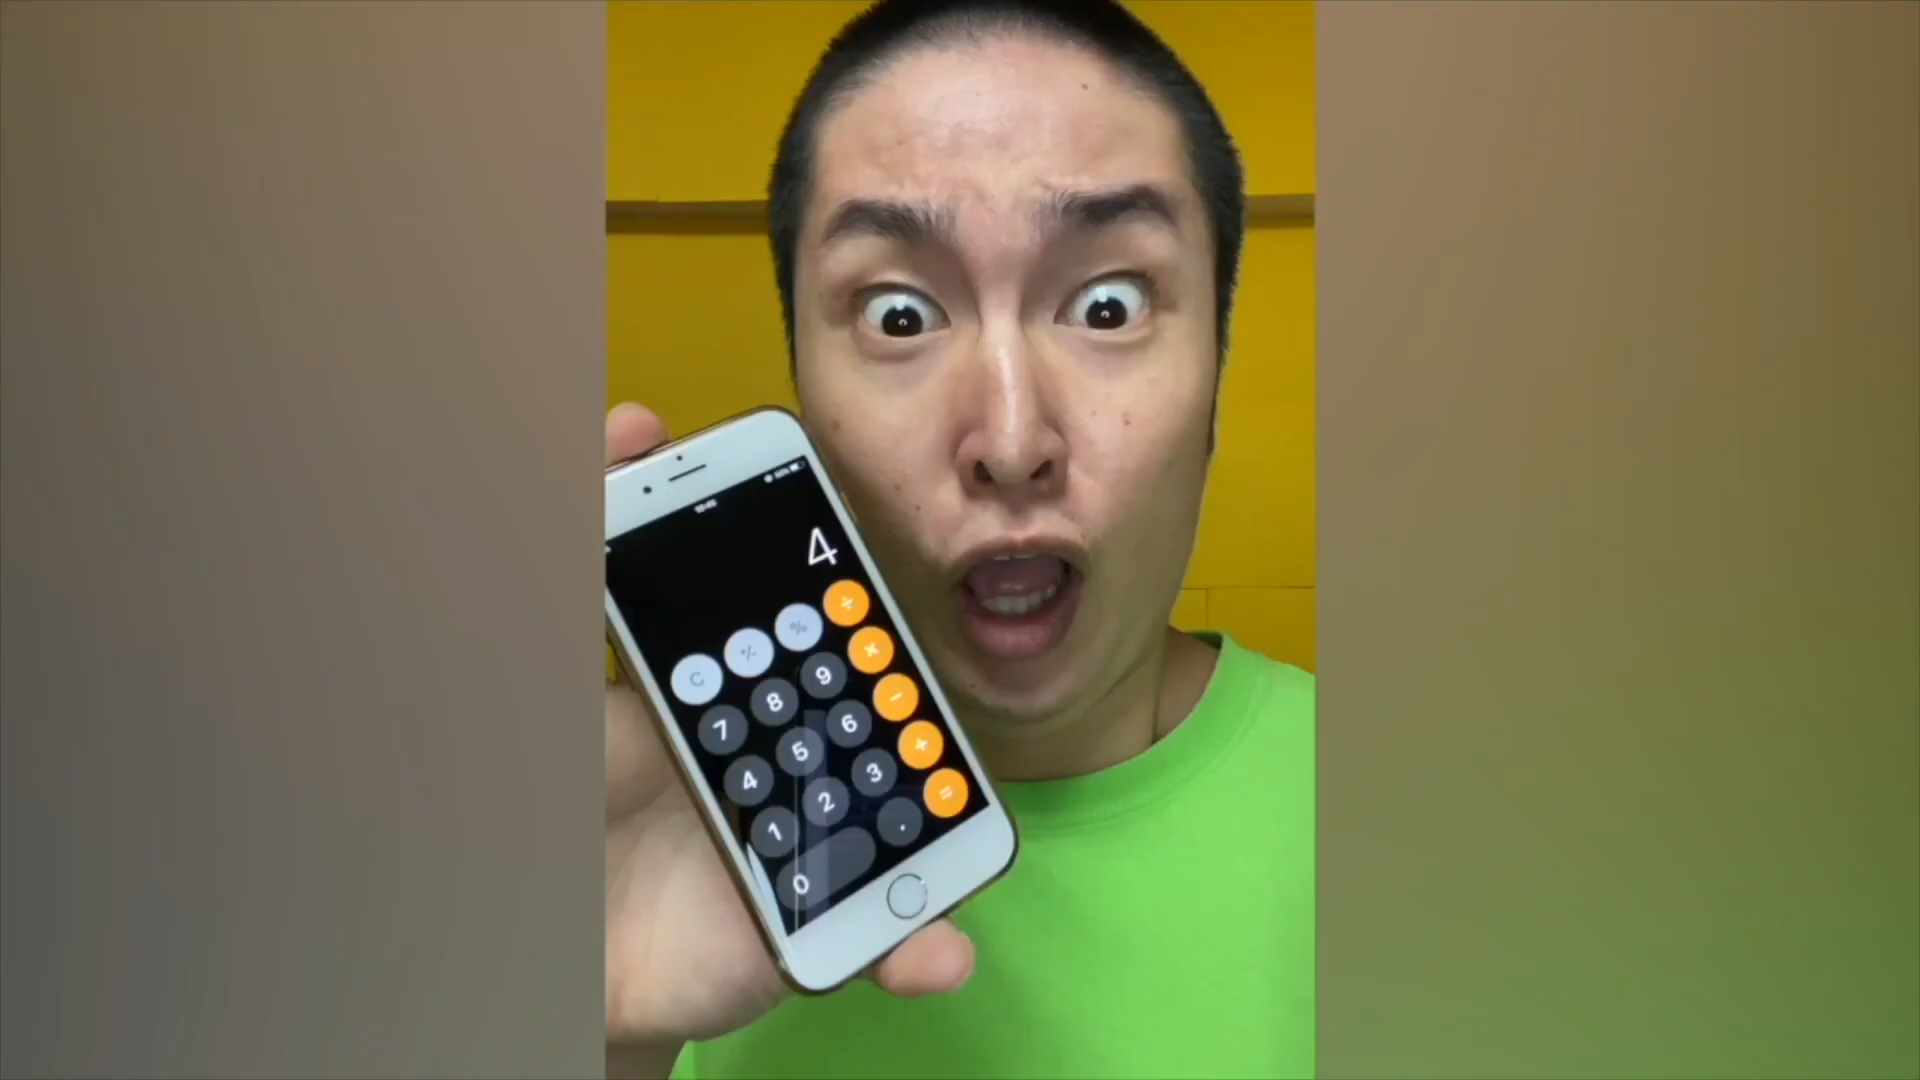 4
C +/- % ÷
7 8 9 ×
4 5 6 −
1 2 3 +
0 . =